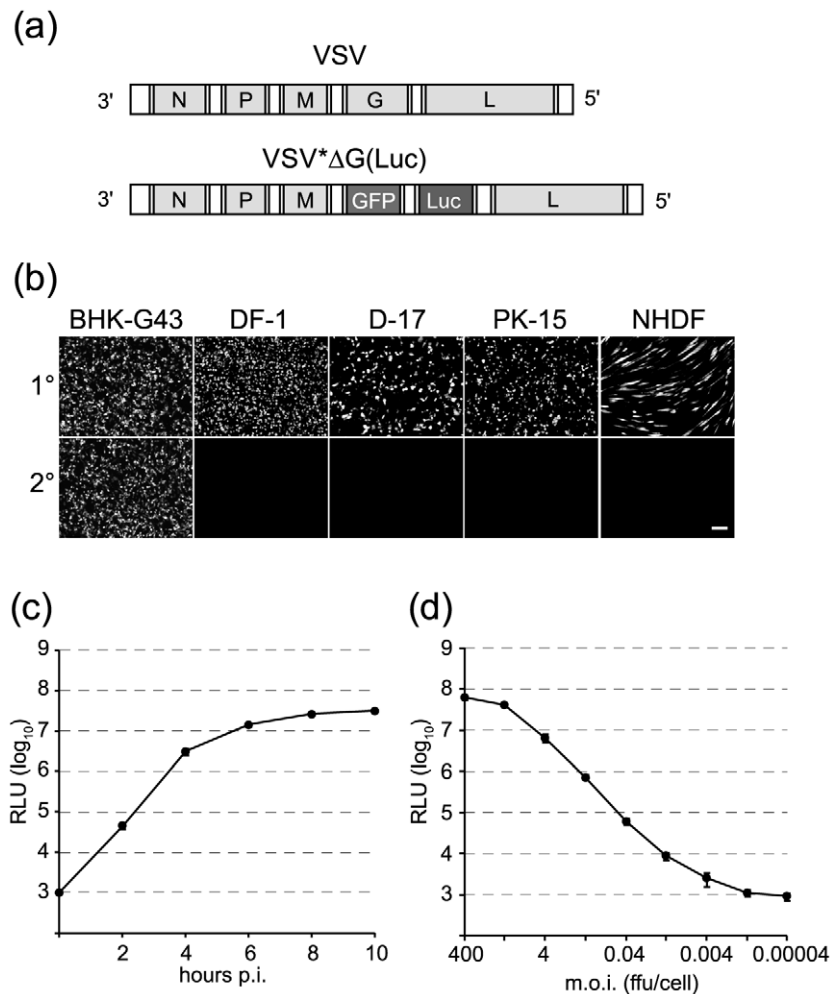 (a)
VSV
3' N P M G L 5'
VSV*ΔG(Luc)
3' N P M GFP Luc L 5'
(b)
BHK-G43 DF-1 D-17 PK-15 NHDF
1°
2°
(c)
9
8
7
6
5
4
3
RLU (log10)
2 4 6 8 10
hours p.i.
(d)
9
8
7
6
5
4
3
RLU (log10)
400 4 0.04 0.004 0.00004
m.o.i. (ffu/cell)